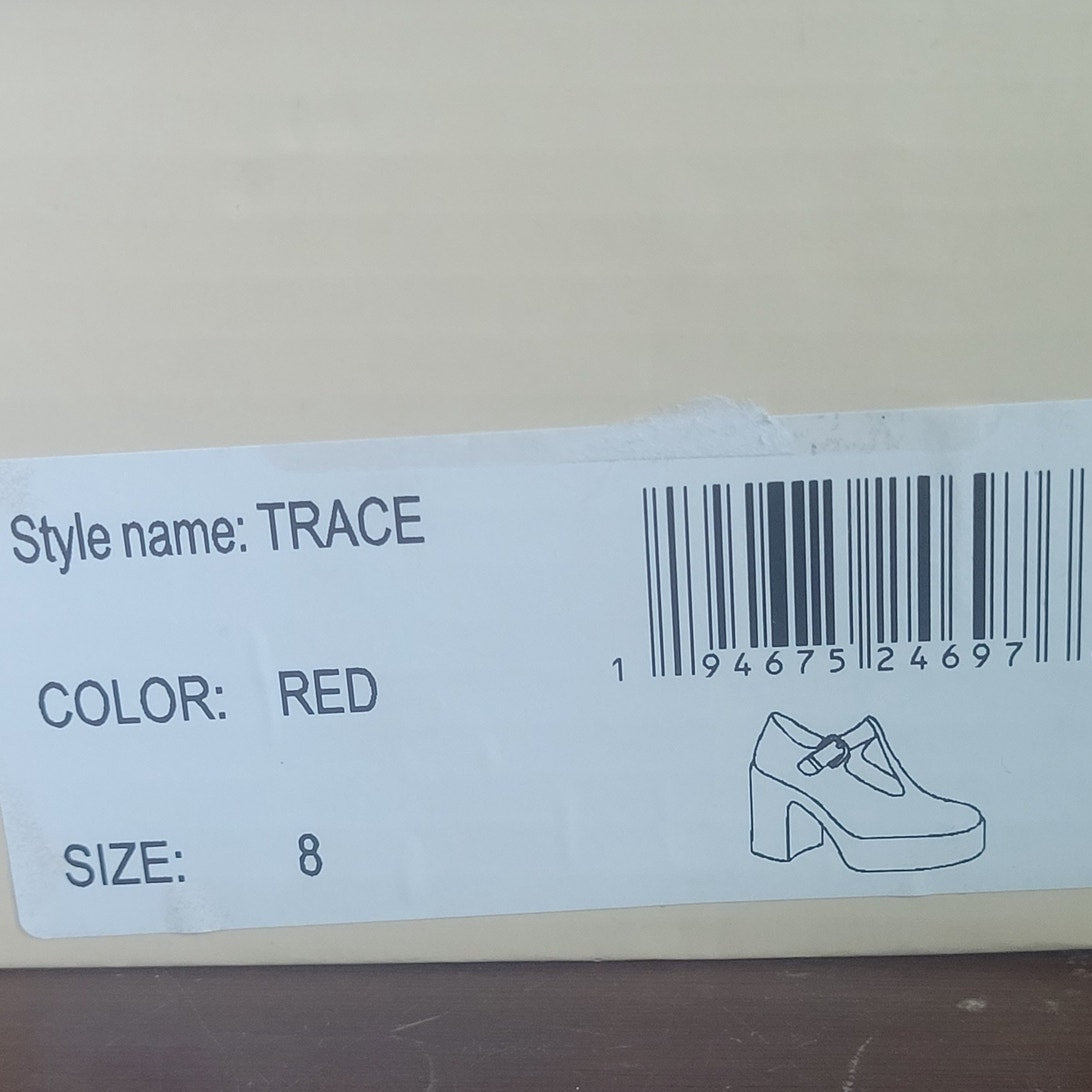 Style name: TRACE
COLOR: RED
SIZE: 8
1 94675 24697